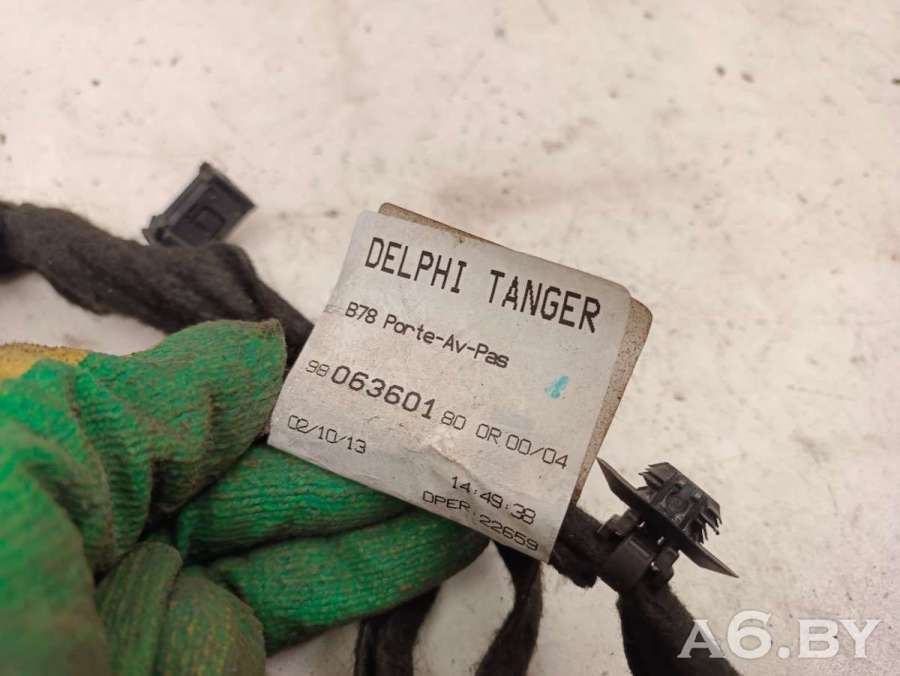 DELPHI TANGER
B78 Porte-Av-Pas
98 063601 80 OR 00/04
02/10/13
14:49:38
OPER:22659
A6.BY